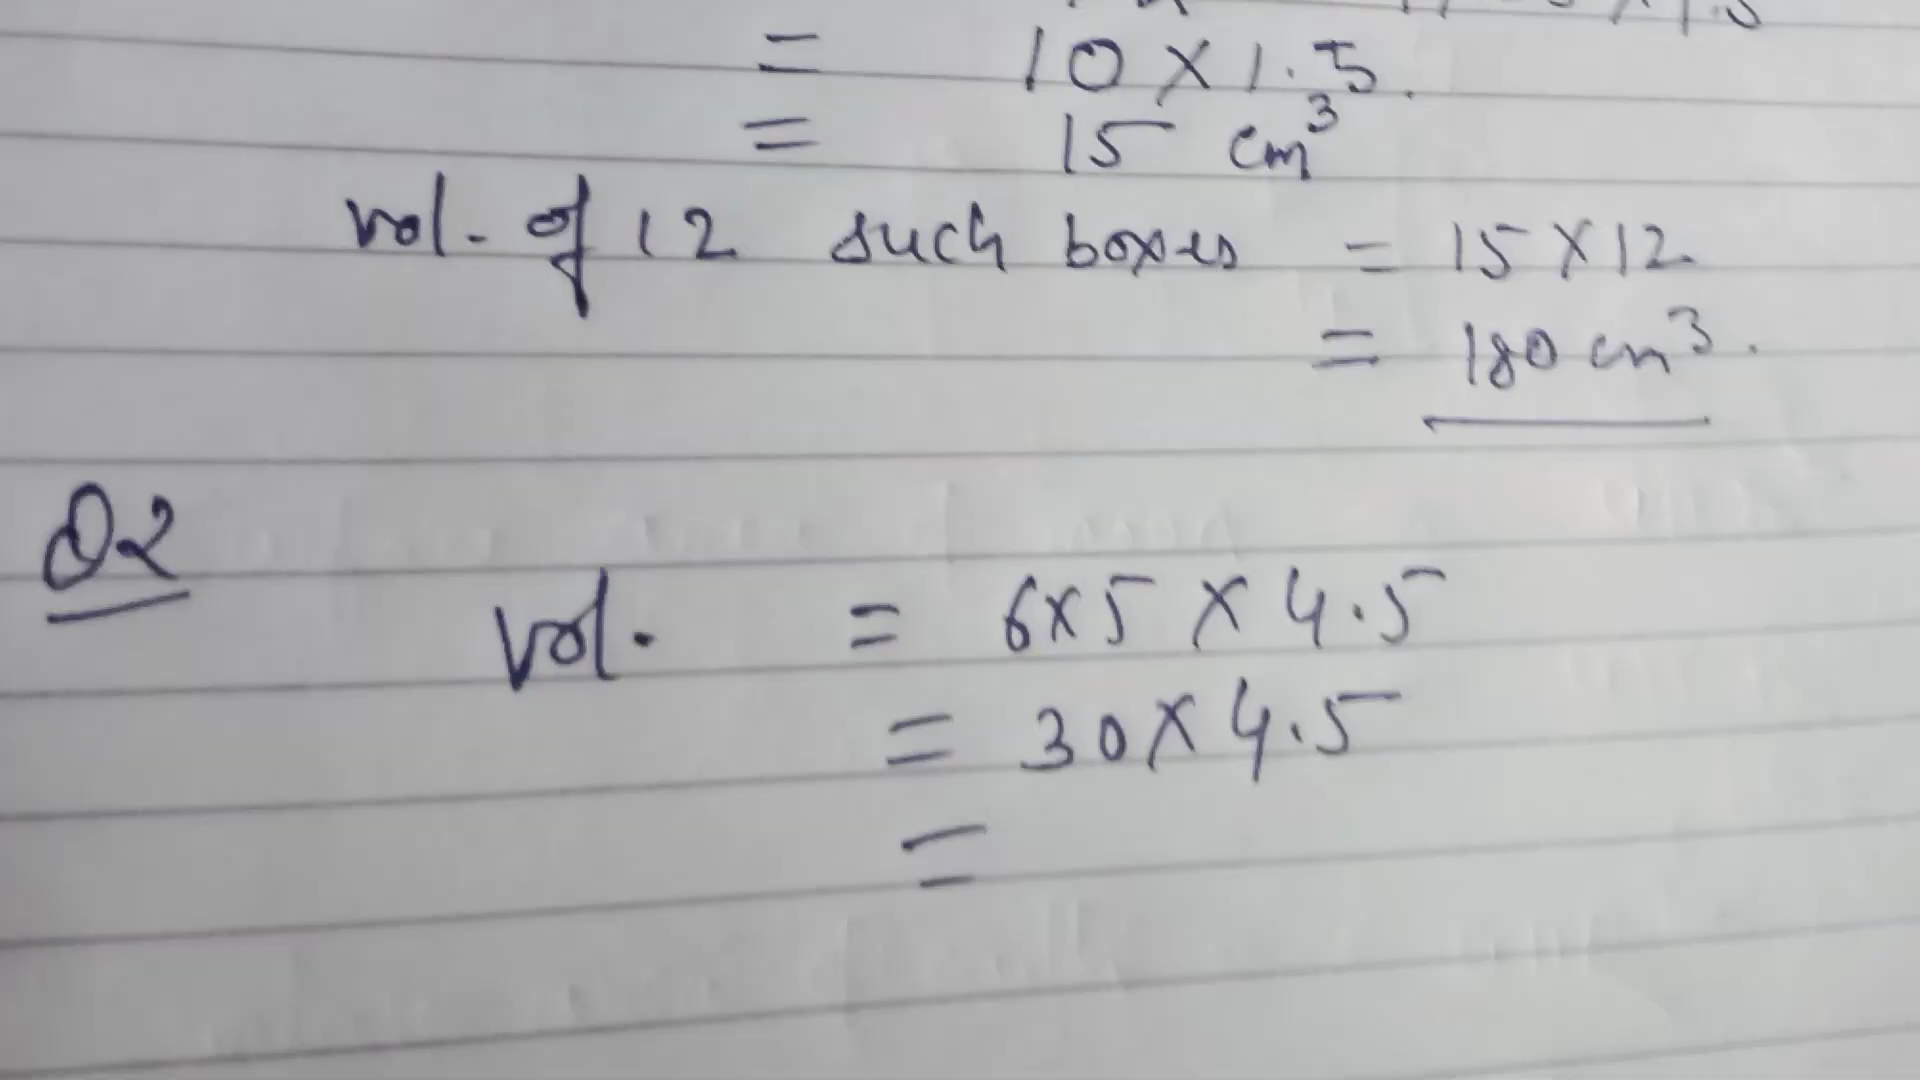 = 10 × 1.5.
= 15 cm³
vol. of 12 such boxes = 15 × 12
= 180 cm³.
Q2
Vol. = 6×5 × 4.5
= 30 × 4.5
=